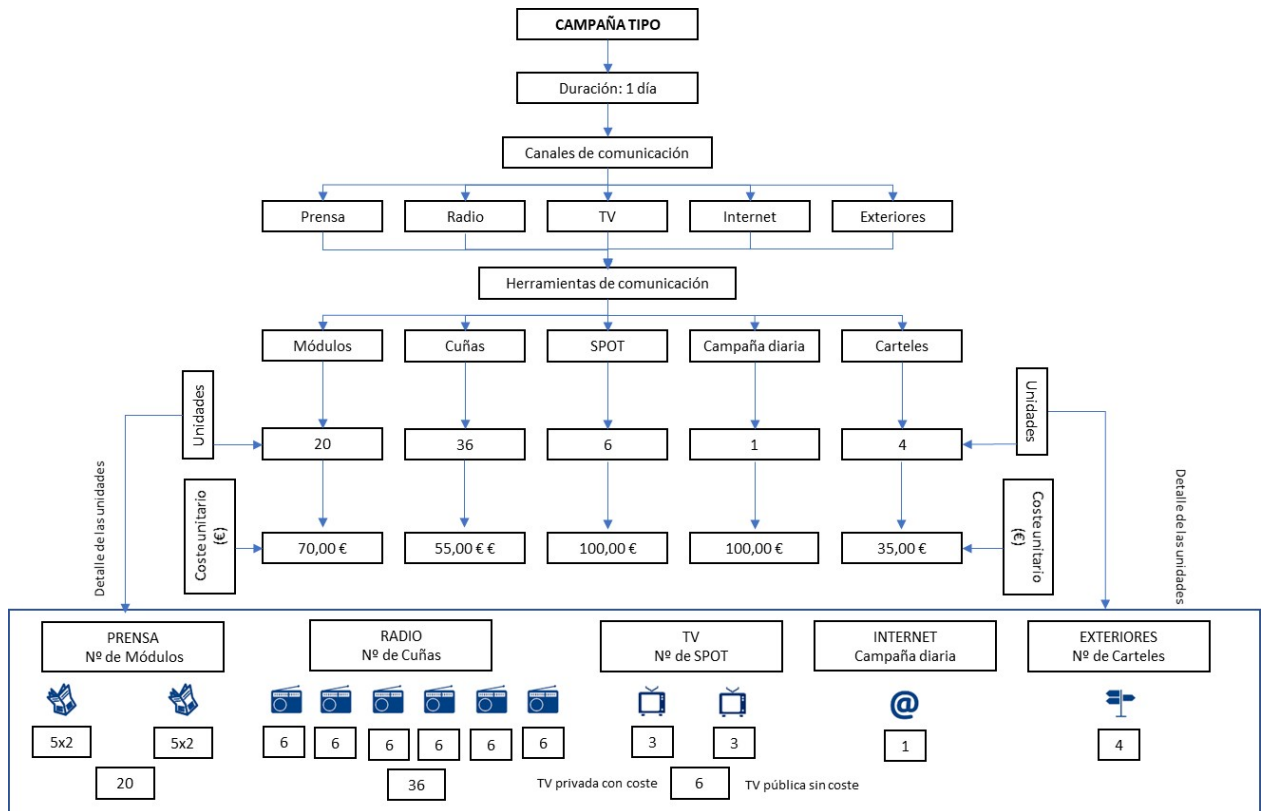 CAMPAÑA TIPO
Duración: 1 día
Canales de comunicación
Prensa
Radio
TV
Internet
Exteriores
Herramientas de comunicación
Módulos
Cuñas
SPOT
Campaña diaria
Carteles
Unidades
20
36
6
1
4
Unidades
Detalle de las unidades
Coste unitario
(€)
70,00 €
55,00 € €
100,00 €
100,00 €
35,00 €
Coste unitario
(€)
Detalle de las unidades
PRENSA
Nº de Módulos
RADIO
Nº de Cuñas
TV
Nº de SPOT
INTERNET
Campaña diaria
EXTERIORES
Nº de Carteles
@
5x2
5x2
6
6
6
6
6
6
3
3
1
4
20
36
TV privada con coste
6
TV pública sin coste